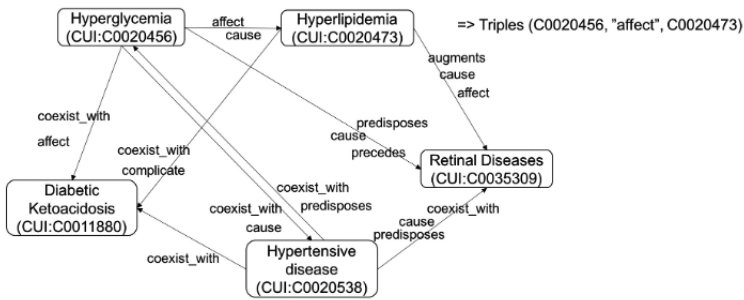 Hyperglycemia
(CUI:C0020456)
affect
cause
Hyperlipidemia
(CUI:C0020473)
=> Triples (C0020456, "affect", C0020473)
augments
cause
affect
coexist_with
affect
predisposes
cause
precedes
coexist_with
complicate
Retinal Diseases
(CUI:C0035309)
Diabetic
Ketoacidosis
(CUI:C0011880)
coexist_with
predisposes
coexist_with
cause
coexist_with
cause
predisposes
coexist_with
Hypertensive
disease
(CUI:C0020538)